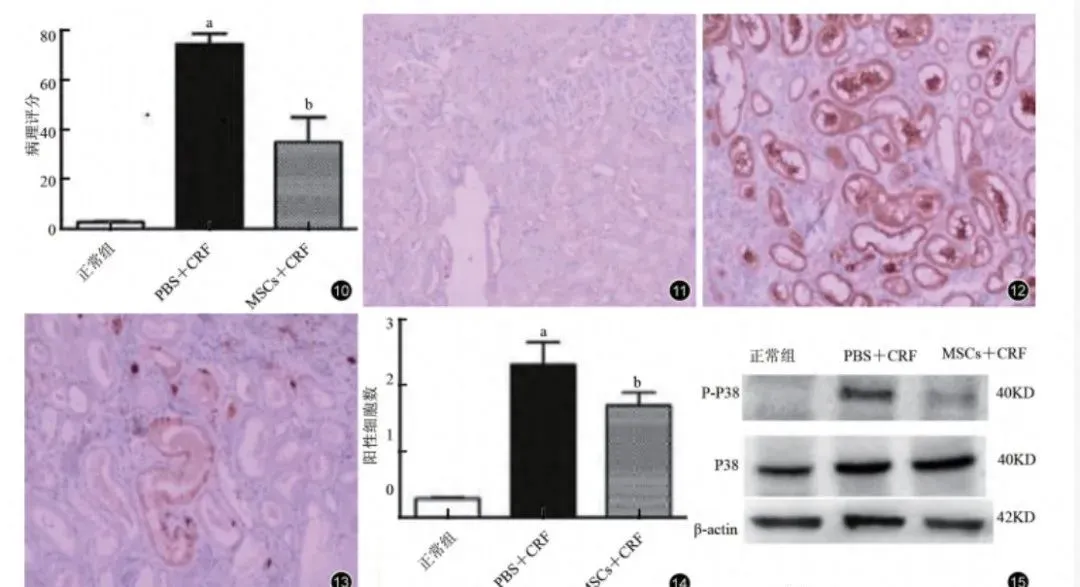 80
60
40
20
0
病理评分
a
b
正常组
PBS+CRF
MSCs+CRF
10
11
12
13
3
2
1
0
阳性细胞数
a
b
正常组
PBS+CRF
MSCs+CRF
14
正常组 PBS+CRF MSCs+CRF
P-P38 40KD
P38 40KD
β-actin 42KD
15